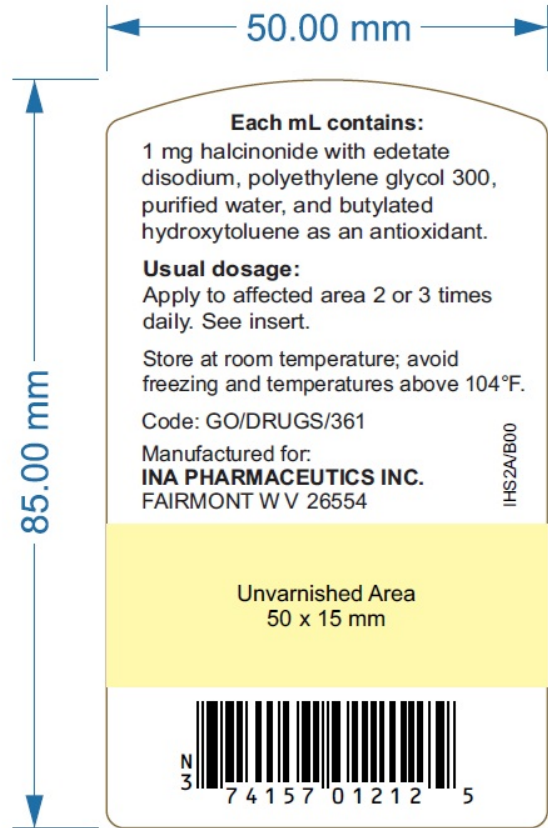 50.00 mm
85.00 mm
Each mL contains:
1 mg halcinonide with edetate
disodium, polyethylene glycol 300,
purified water, and butylated
hydroxytoluene as an antioxidant.
Usual dosage:
Apply to affected area 2 or 3 times
daily. See insert.
Store at room temperature; avoid
freezing and temperatures above 104°F.
Code: GO/DRUGS/361
Manufactured for:
INA PHARMACEUTICS INC.
FAIRMONT W V 26554
IHS2A/B00
Unvarnished Area
50 x 15 mm
N
3 74157 01212 5